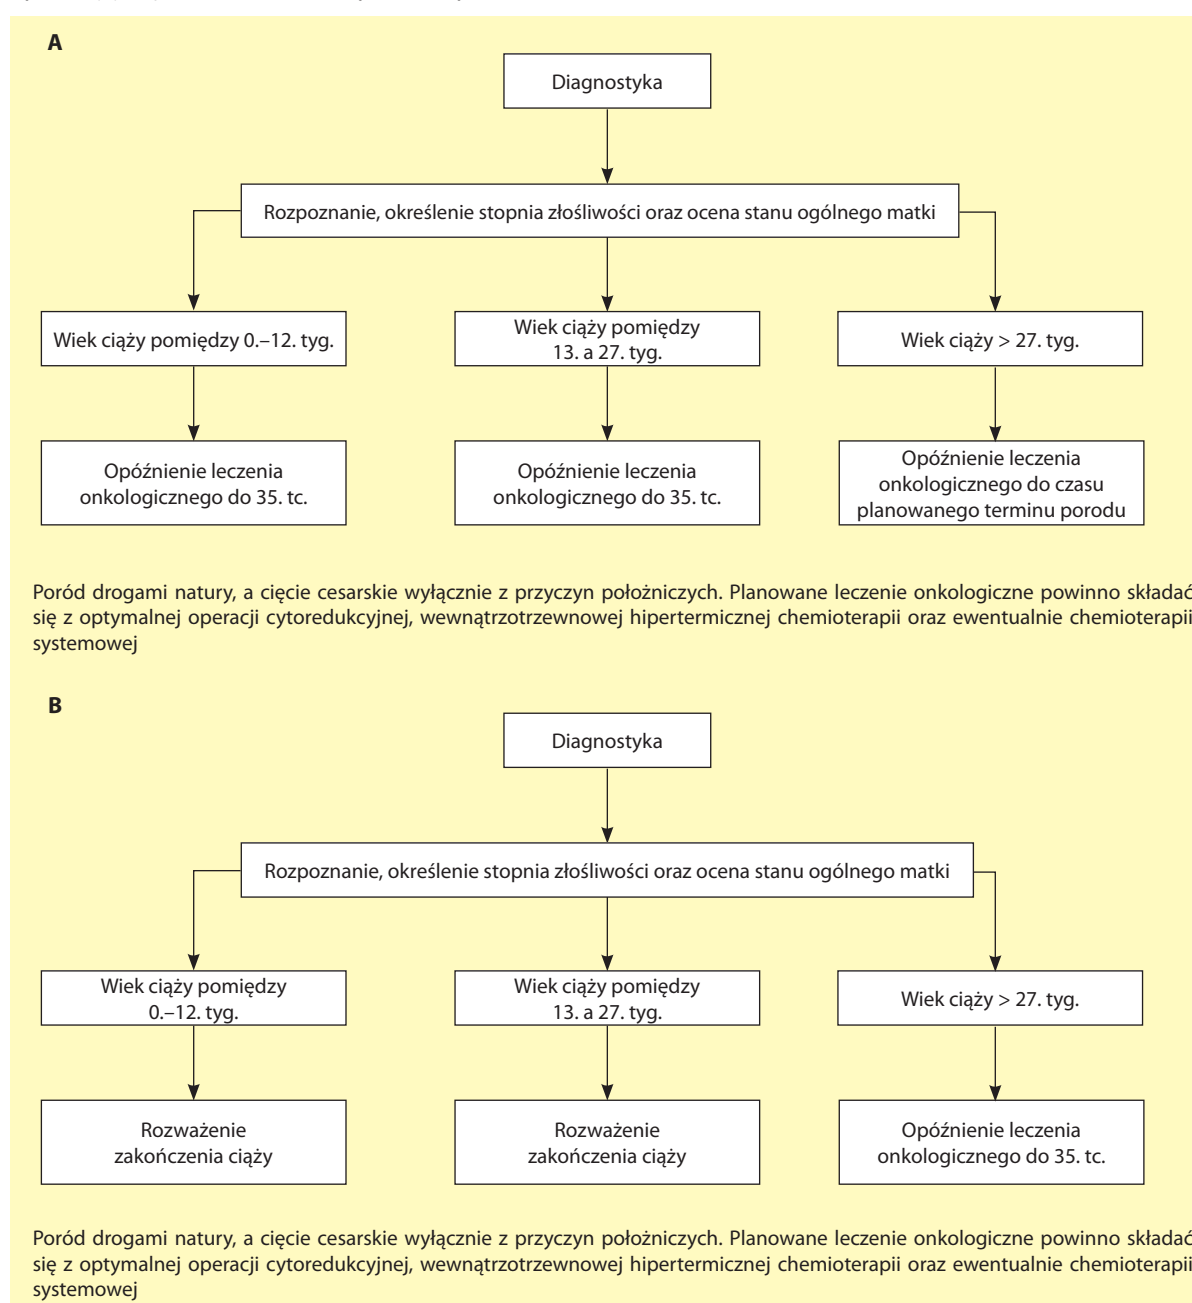 A
Diagnostyka
Rozpoznanie, określenie stopnia złośliwości oraz ocena stanu ogólnego matki
Wiek ciąży pomiędzy 0.–12. tyg.
Wiek ciąży pomiędzy
13. a 27. tyg.
Wiek ciąży > 27. tyg.
Opóźnienie leczenia
onkologicznego do 35. tc.
Opóźnienie leczenia
onkologicznego do 35. tc.
Opóźnienie leczenia
onkologicznego do czasu
planowanego terminu porodu
Poród drogami natury, a cięcie cesarskie wyłącznie z przyczyn położniczych. Planowane leczenie onkologiczne powinno składać
się z optymalnej operacji cytoredukcyjnej, wewnątrzotrzewnowej hipertermicznej chemioterapii oraz ewentualnie chemioterapii
systemowej
B
Diagnostyka
Rozpoznanie, określenie stopnia złośliwości oraz ocena stanu ogólnego matki
Wiek ciąży pomiędzy
0.–12. tyg.
Wiek ciąży pomiędzy
13. a 27. tyg.
Wiek ciąży > 27. tyg.
Rozważenie
zakończenia ciąży
Rozważenie
zakończenia ciąży
Opóźnienie leczenia
onkologicznego do 35. tc.
Poród drogami natury, a cięcie cesarskie wyłącznie z przyczyn położniczych. Planowane leczenie onkologiczne powinno składać
się z optymalnej operacji cytoredukcyjnej, wewnątrzotrzewnowej hipertermicznej chemioterapii oraz ewentualnie chemioterapii
systemowej